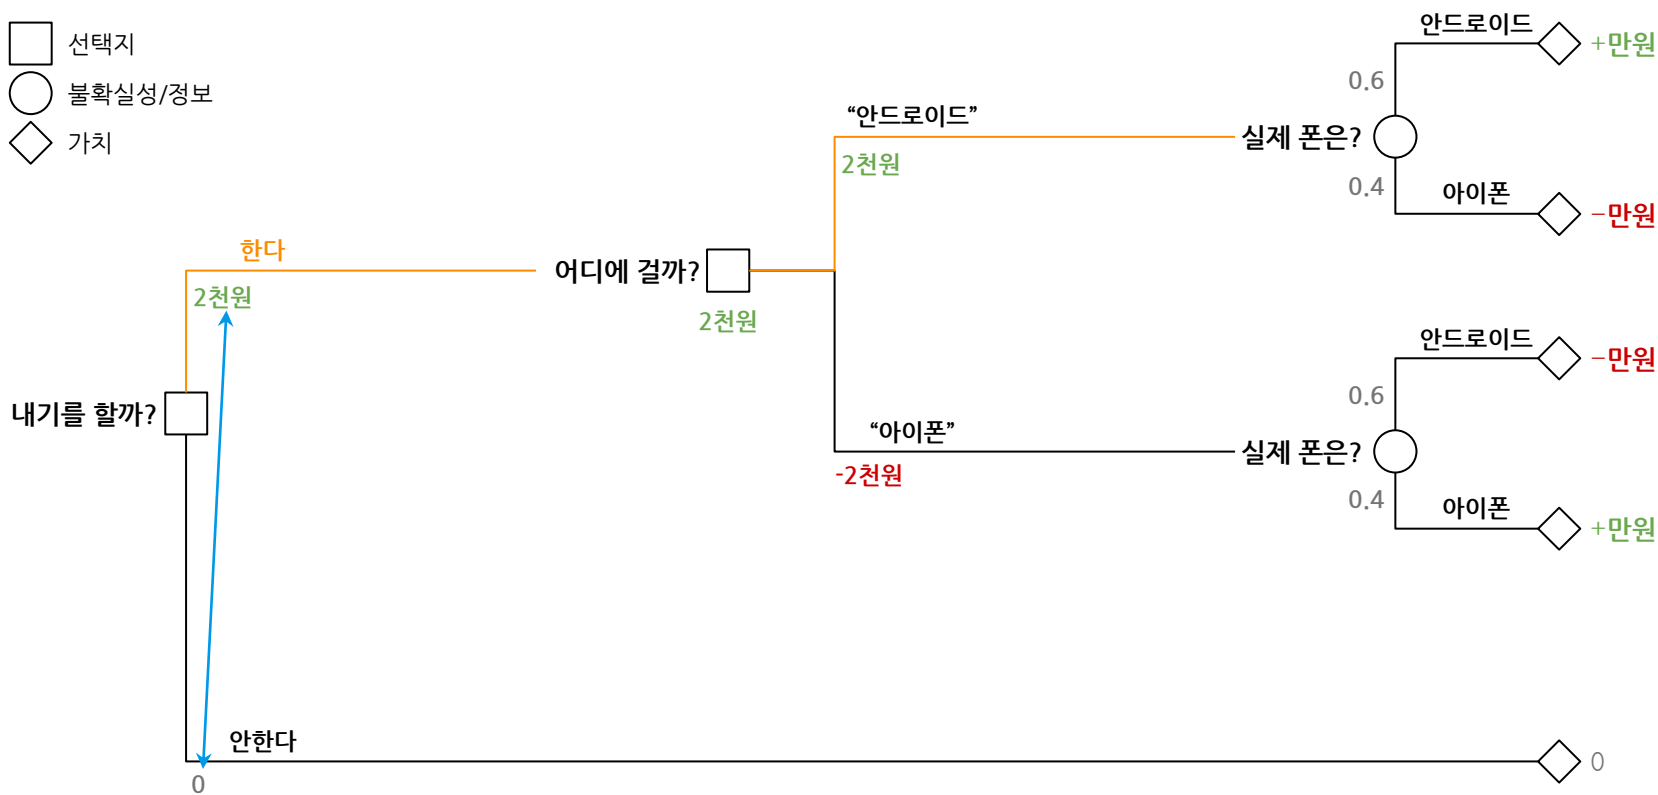 선택지
불확실성/정보
가치
안드로이드
+만원
0.6
“안드로이드”
실제 폰은?
2천원
0.4
아이폰
−만원
한다
어디에 걸까?
2천원
2천원
안드로이드
−만원
0.6
내기를 할까?
“아이폰”
실제 폰은?
-2천원
0.4
아이폰
+만원
안한다
0
0